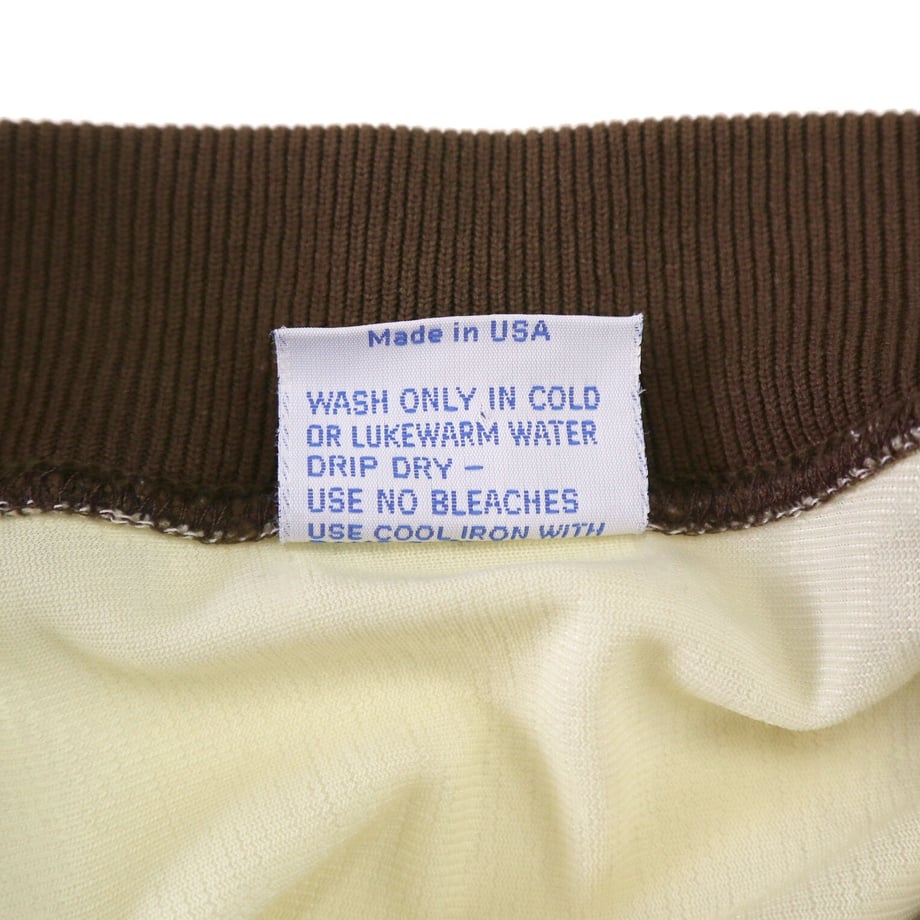 Made in USA
WASH ONLY IN COLD
OR LUKEWARM WATER
DRIP DRY –
USE NO BLEACHES
USE COOL IRON WITH